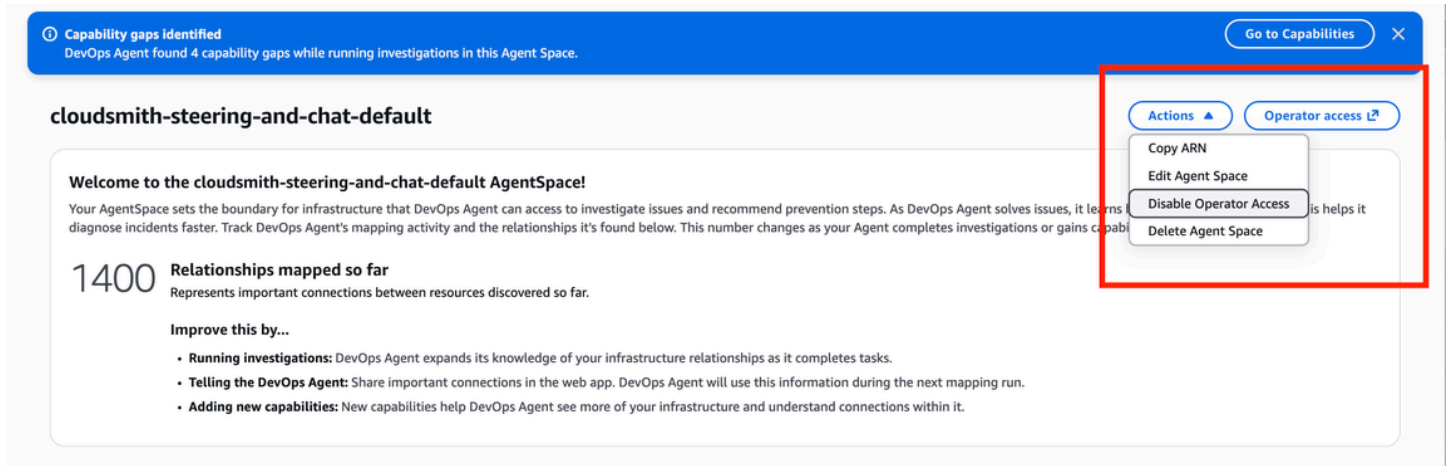 Capability gaps identified
DevOps Agent found 4 capability gaps while running investigations in this Agent Space.
Go to Capabilities
cloudsmith-steering-and-chat-default
Actions
Operator access
Copy ARN
Edit Agent Space
Disable Operator Access
Delete Agent Space
Welcome to the cloudsmith-steering-and-chat-default AgentSpace!
Your AgentSpace sets the boundary for infrastructure that DevOps Agent can access to investigate issues and recommend prevention steps. As DevOps Agent solves issues, it learns is helps it
diagnose incidents faster. Track DevOps Agent's mapping activity and the relationships it's found below. This number changes as your Agent completes investigations or gains
1400
Relationships mapped so far
Represents important connections between resources discovered so far.
Improve this by...
• Running investigations: DevOps Agent expands its knowledge of your infrastructure relationships as it completes tasks.
• Telling the DevOps Agent: Share important connections in the web app. DevOps Agent will use this information during the next mapping run.
• Adding new capabilities: New capabilities help DevOps Agent see more of your infrastructure and understand connections within it.